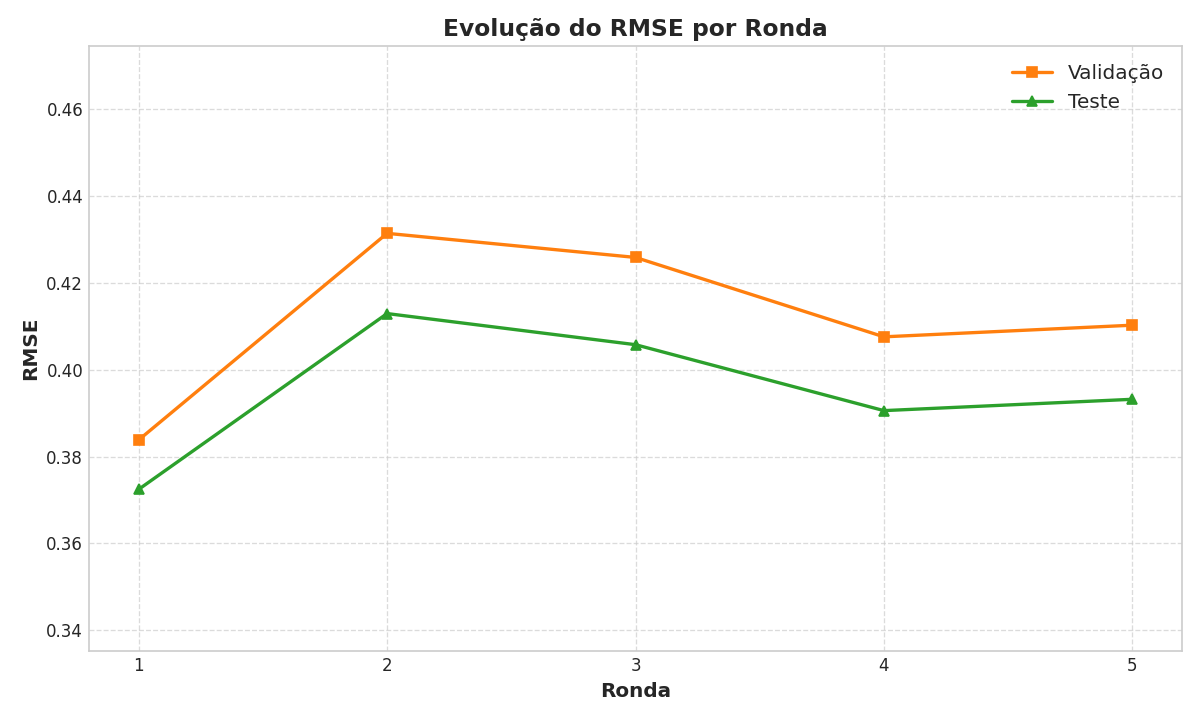 Evolução do RMSE por Ronda
Validação
Teste
0.46
0.44
0.42
0.40
0.38
0.36
0.34
RMSE
1 2 3 4 5
Ronda